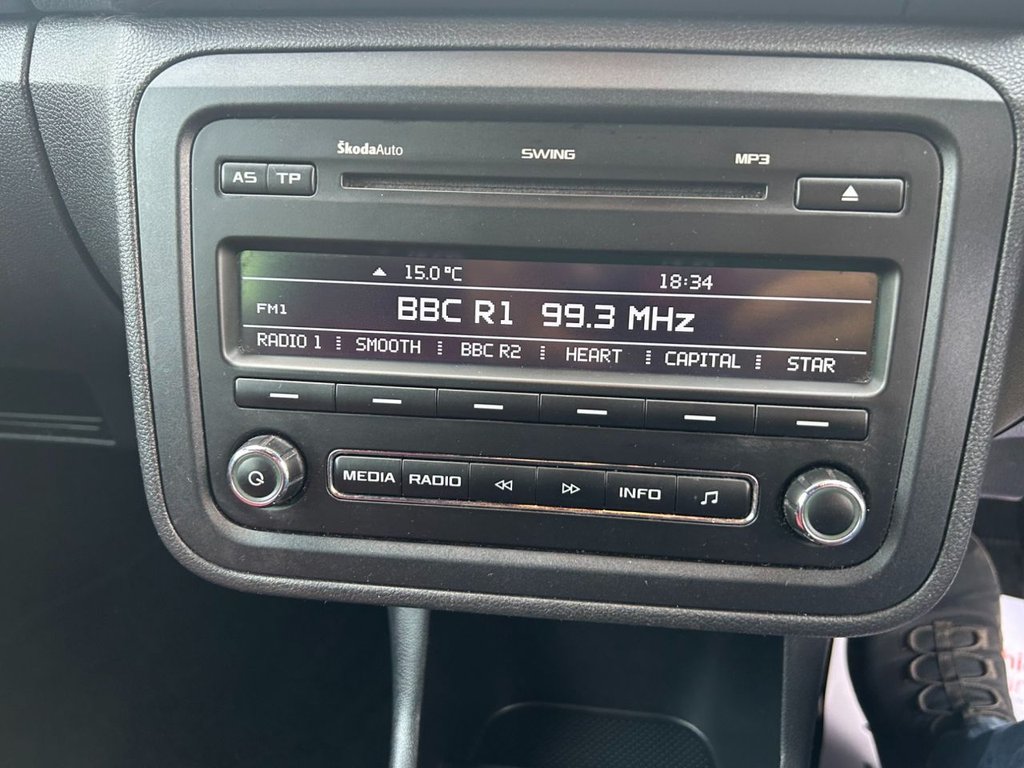 ŠkodaAuto SWING MP3
AS TP
15.0 °C 18:34
FM1 BBC R1 99.3 MHz
RADIO 1 SMOOTH BBC R2 HEART CAPITAL STAR
MEDIA RADIO INFO